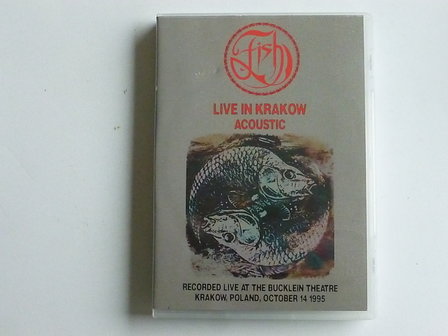 Fish
LIVE IN KRAKOW
ACOUSTIC
RECORDED LIVE AT THE BUCKLEIN THEATRE
KRAKOW, POLAND, OCTOBER 14 1995